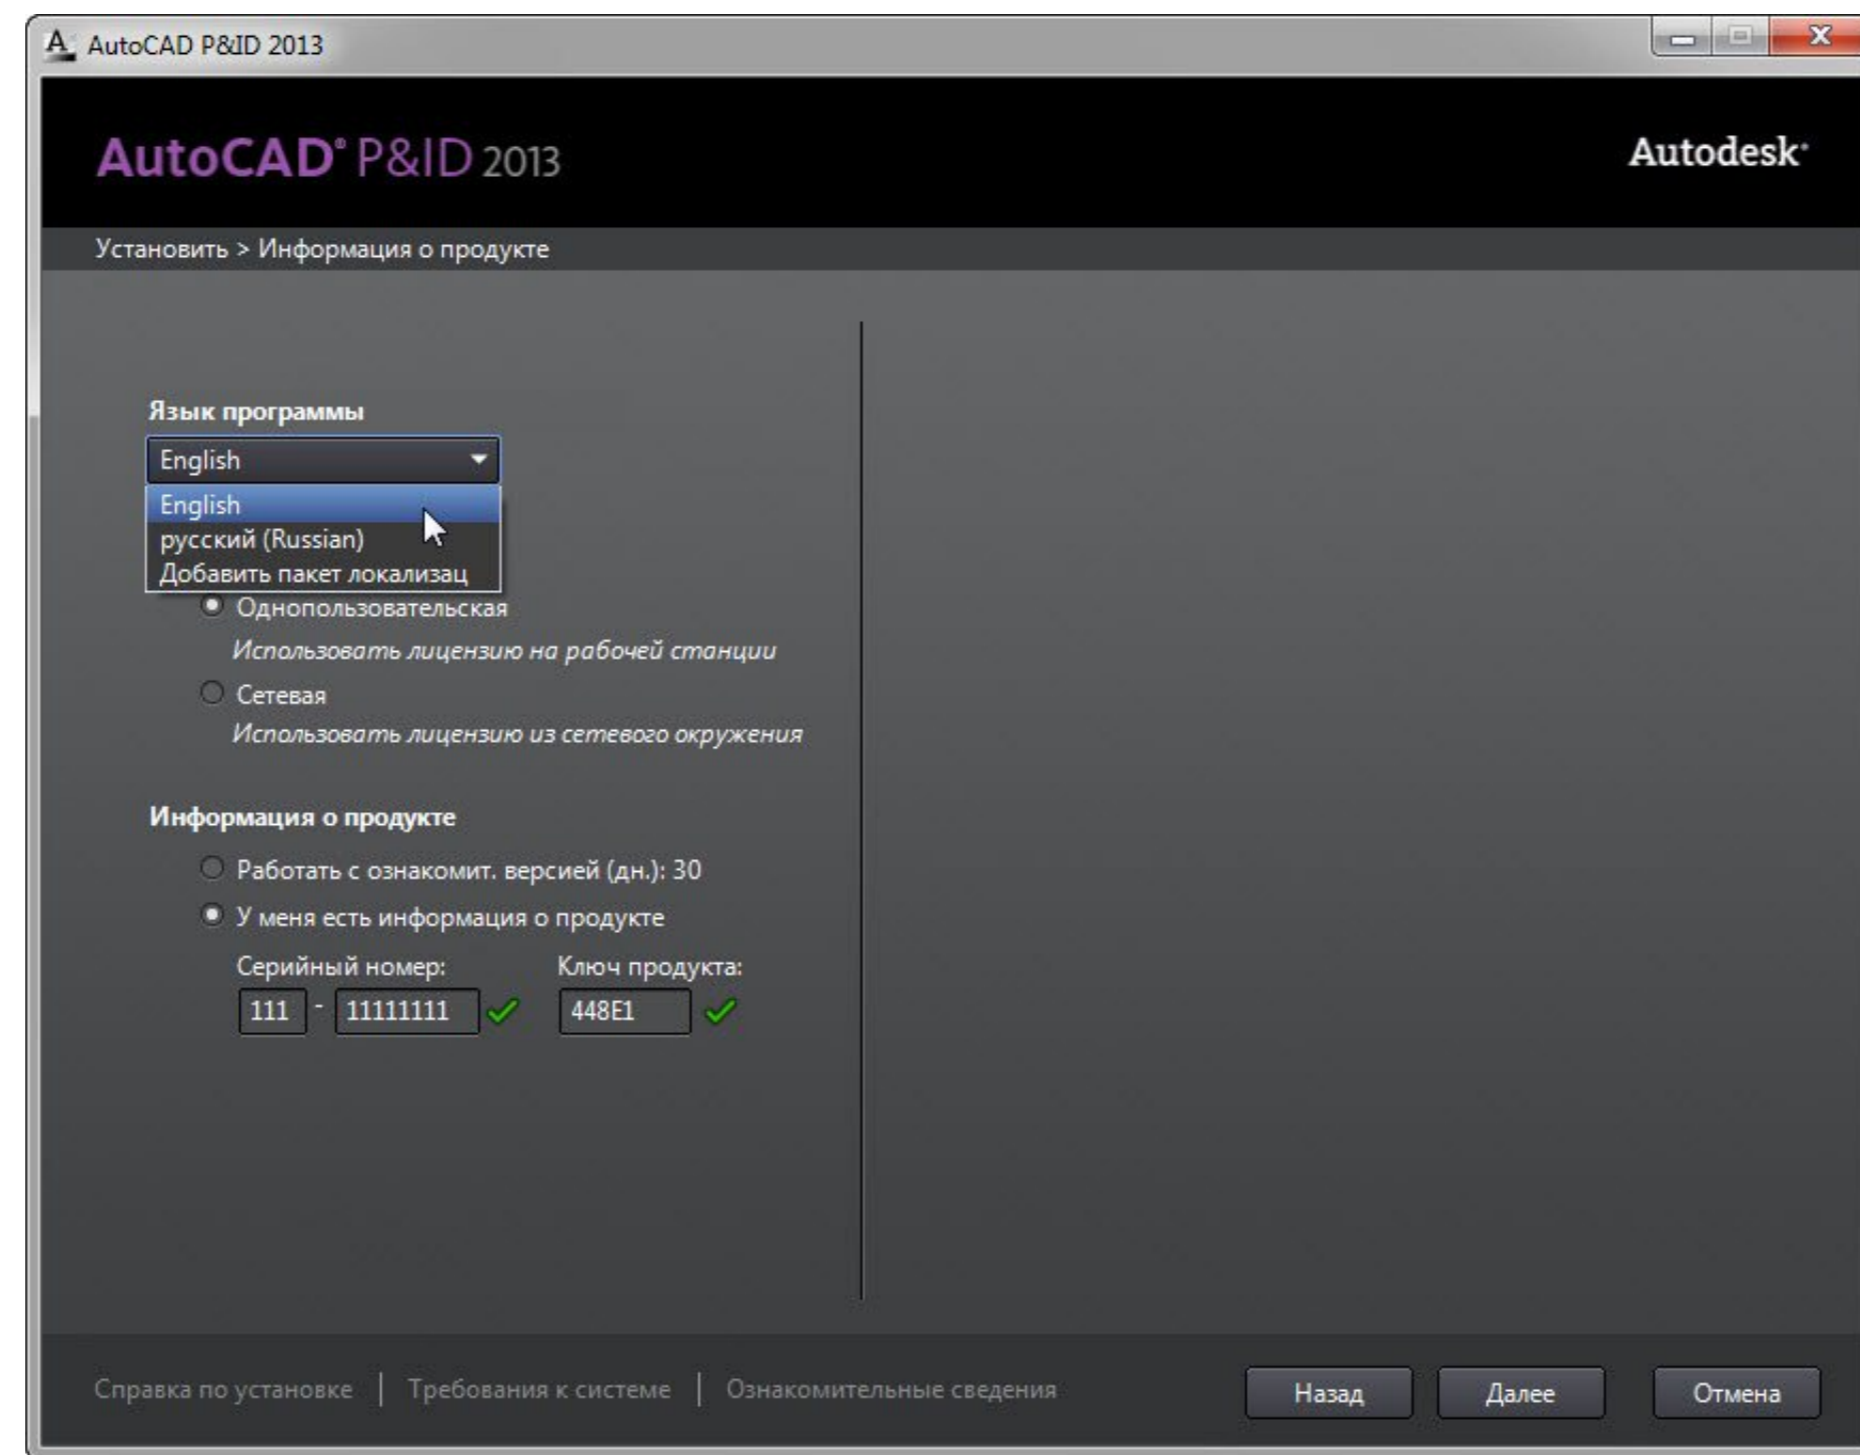 AutoCAD P&ID 2013
AutoCAD® P&ID 2013
Autodesk®
Установить > Информация о продукте
Язык программы
English
English
русский (Russian)
Добавить пакет локализац
Однопользовательская
Использовать лицензию на рабочей станции
Сетевая
Использовать лицензию из сетевого окружения
Информация о продукте
Работать с ознакомит. версией (дн.): 30
У меня есть информация о продукте
Серийный номер: Ключ продукта:
111 - 11111111 448E1
Справка по установке | Требования к системе | Ознакомительные сведения Назад Далее Отмена